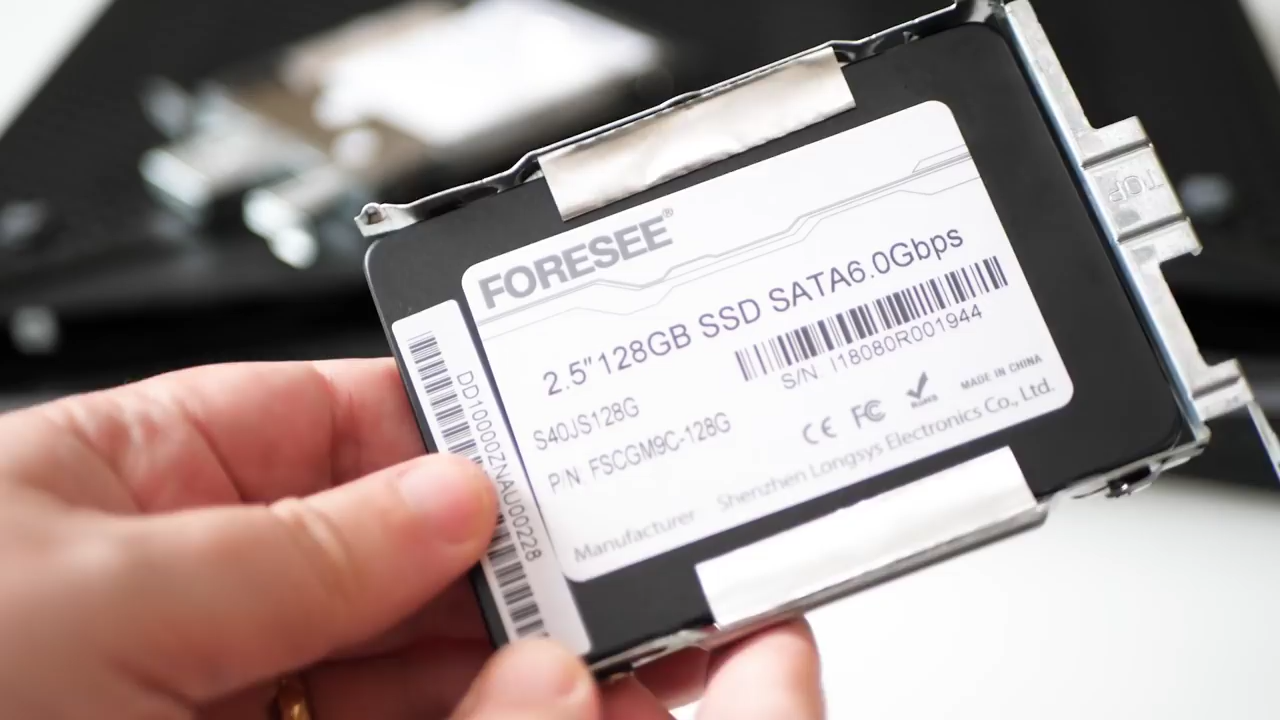 FORESEE®
2.5" 128GB SSD SATA6.0Gbps
S/N I18080R001944
S40JS128G
P/N FSCGM9C-128G
CE FC RoHS
MADE IN CHINA
Manufacturer Shenzhen Longsys Electronics Co., Ltd.
DD10000ZNAU00228
TOP